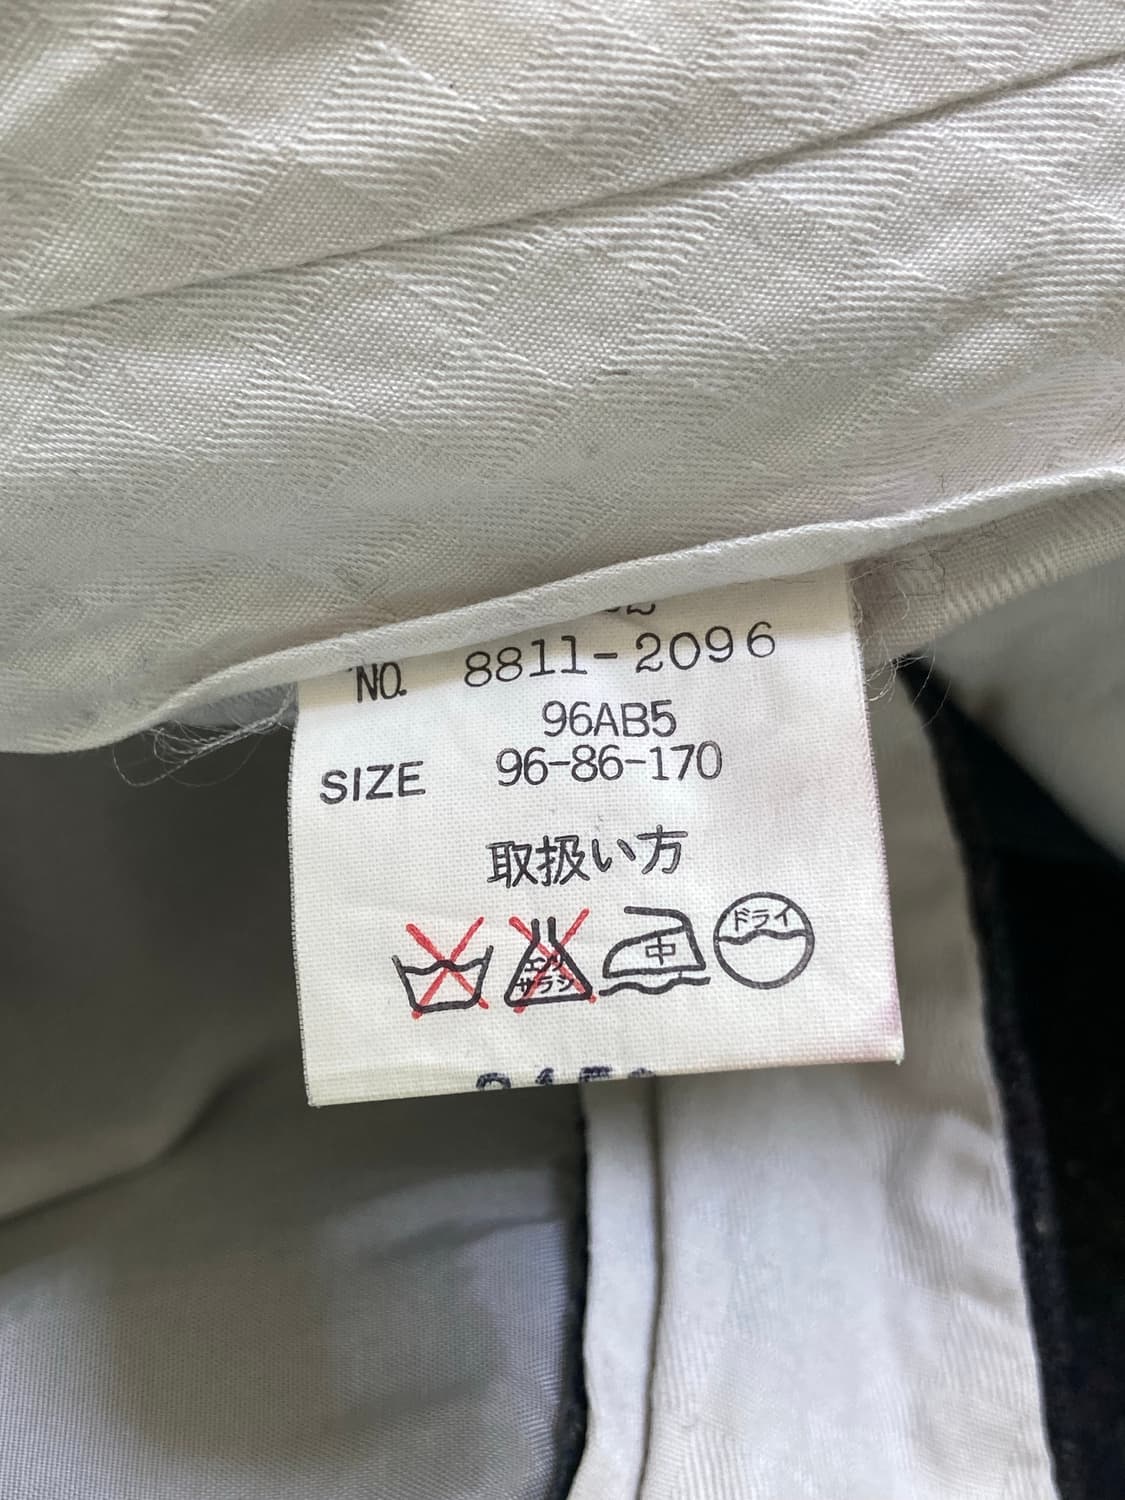 NO. 8811-2096
96AB5
SIZE 96-86-170
取扱い方
エンソ
サラシ
中
ドライ